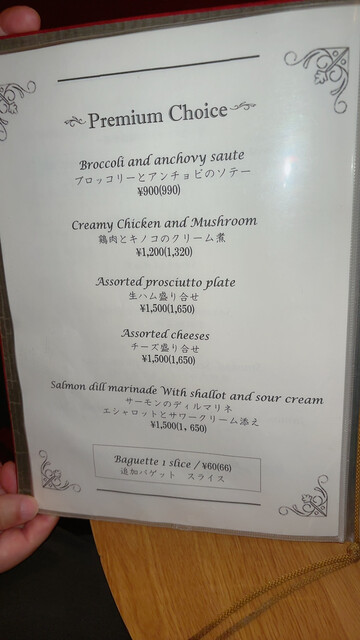 Premium Choice
Broccoli and anchovy saute
ブロッコリーとアンチョビのソテー
¥900(990)
Creamy Chicken and Mushroom
鶏肉とキノコのクリーム煮
¥1,200(1,320)
Assorted prosciutto plate
生ハム盛り合せ
¥1,500(1,650)
Assorted cheeses
チーズ盛り合せ
¥1,500(1,650)
Salmon dill marinade With shallot and sour cream
サーモンのディルマリネ
エシャロットとサワークリーム添え
¥1,500(1, 650)
Baguette 1 slice / ¥60(66)
追加バゲット スライス